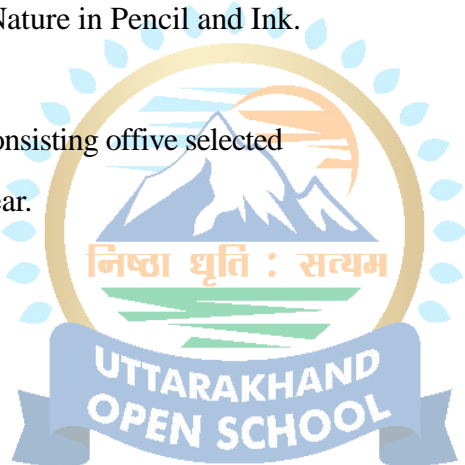 Nature in Pencil and Ink.
onsisting offive selected
ear.
निष्ठा धृति : सत्यम
UTTARAKHAND
OPEN SCHOOL